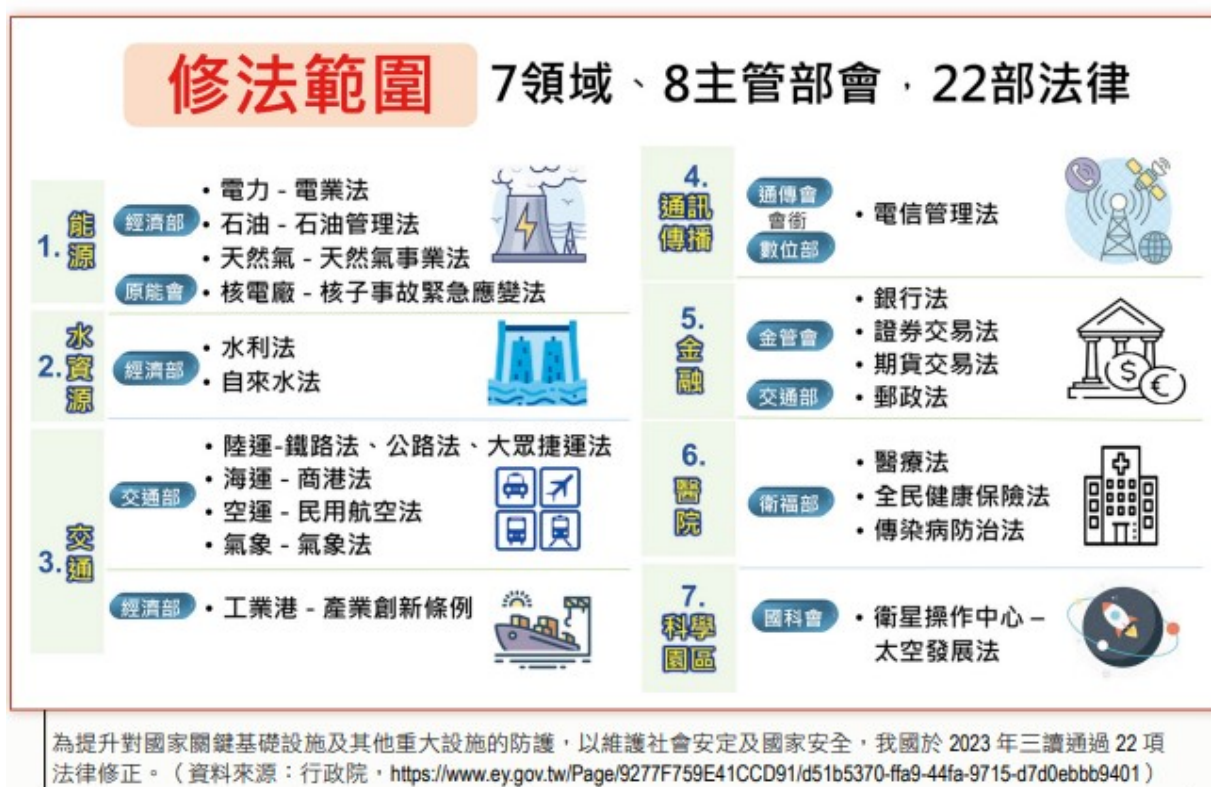 修法範圍 7領域、8主管部會，22部法律
1. 能源
經濟部
• 電力 - 電業法
• 石油 - 石油管理法
• 天然氣 - 天然氣事業法
原能會
• 核電廠 - 核子事故緊急應變法
2. 水資源
經濟部
• 水利法
• 自來水法
3. 交通
交通部
• 陸運-鐵路法、公路法、大眾捷運法
• 海運 - 商港法
• 空運 - 民用航空法
• 氣象 - 氣象法
經濟部
• 工業港 - 產業創新條例
4.
通訊
傳播
通傳會
會銜
數位部
• 電信管理法
5.
金融
金管會
• 銀行法
• 證券交易法
• 期貨交易法
交通部
• 郵政法
6.
醫院
衛福部
• 醫療法
• 全民健康保險法
• 傳染病防治法
7.
科學
園區
國科會
• 衛星操作中心 –
太空發展法
為提升對國家關鍵基礎設施及其他重大設施的防護，以維護社會安定及國家安全，我國於 2023 年三讀通過 22 項
法律修正。（資料來源：行政院，https://www.ey.gov.tw/Page/9277F759E41CCD91/d51b5370-ffa9-44fa-9715-d7d0ebbb9401）